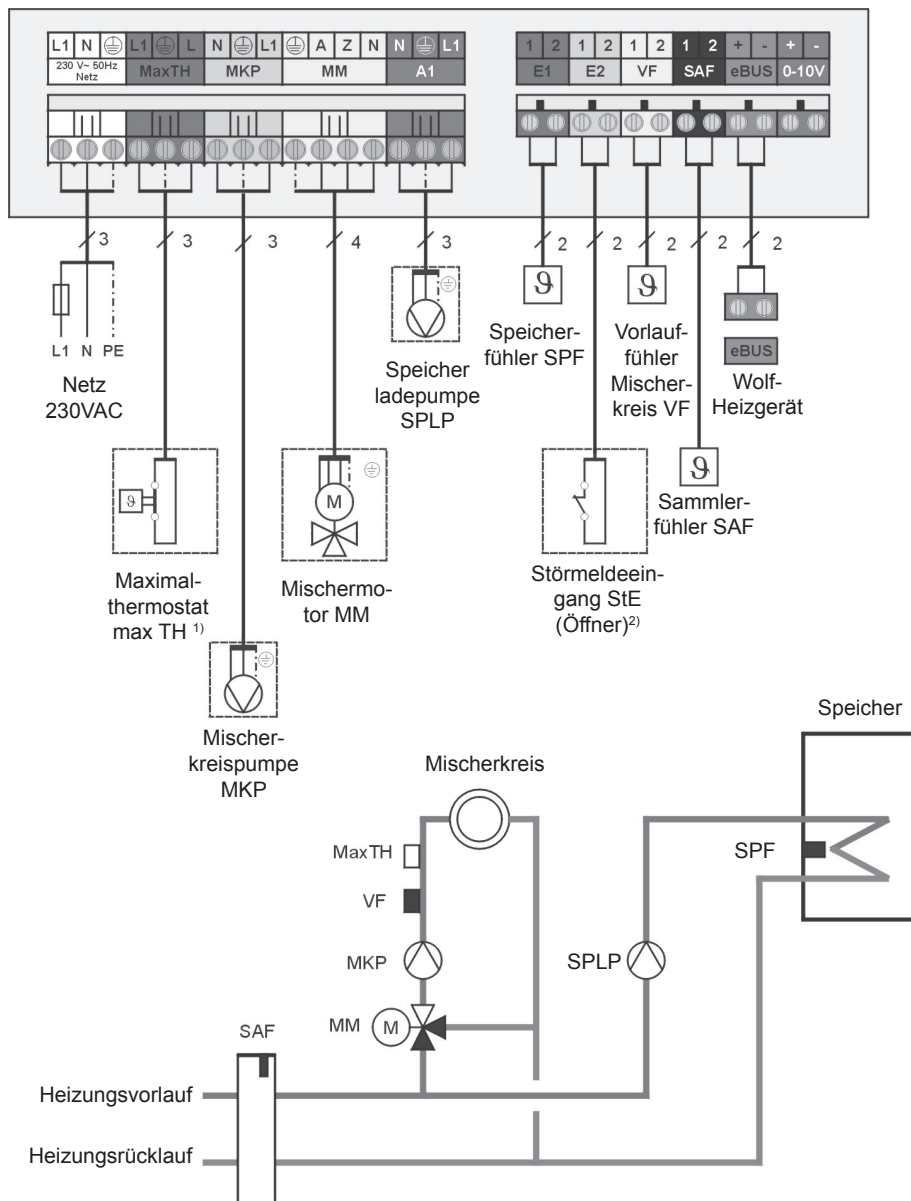 L1 N L1 L N L1 A Z N N L1
230 V~ 50Hz
Netz
MaxTH MKP MM A1
1 2 1 2 1 2 1 2 + - + -
E1 E2 VF SAF eBUS 0-10V
3 3 3 4 3 2 2 2 2 2
L1 N PE
Netz
230VAC
Speicher
ladepumpe
SPLP
ϑ
Speicher-
fühler SPF
ϑ
Vorlauf-
fühler
Mischer-
kreis VF
eBUS
Wolf-
Heizgerät
ϑ
Maximal-
thermostat
max TH 1)
M
Mischermo-
tor MM
Störmeldeein-
gang StE
(Öffner)2)
ϑ
Sammler-
fühler SAF
Mischer-
kreispumpe
MKP
Speicher
Mischerkreis
MaxTH
SPF
VF
MKP
SPLP
MM
M
SAF
Heizungsvorlauf
Heizungsrücklauf